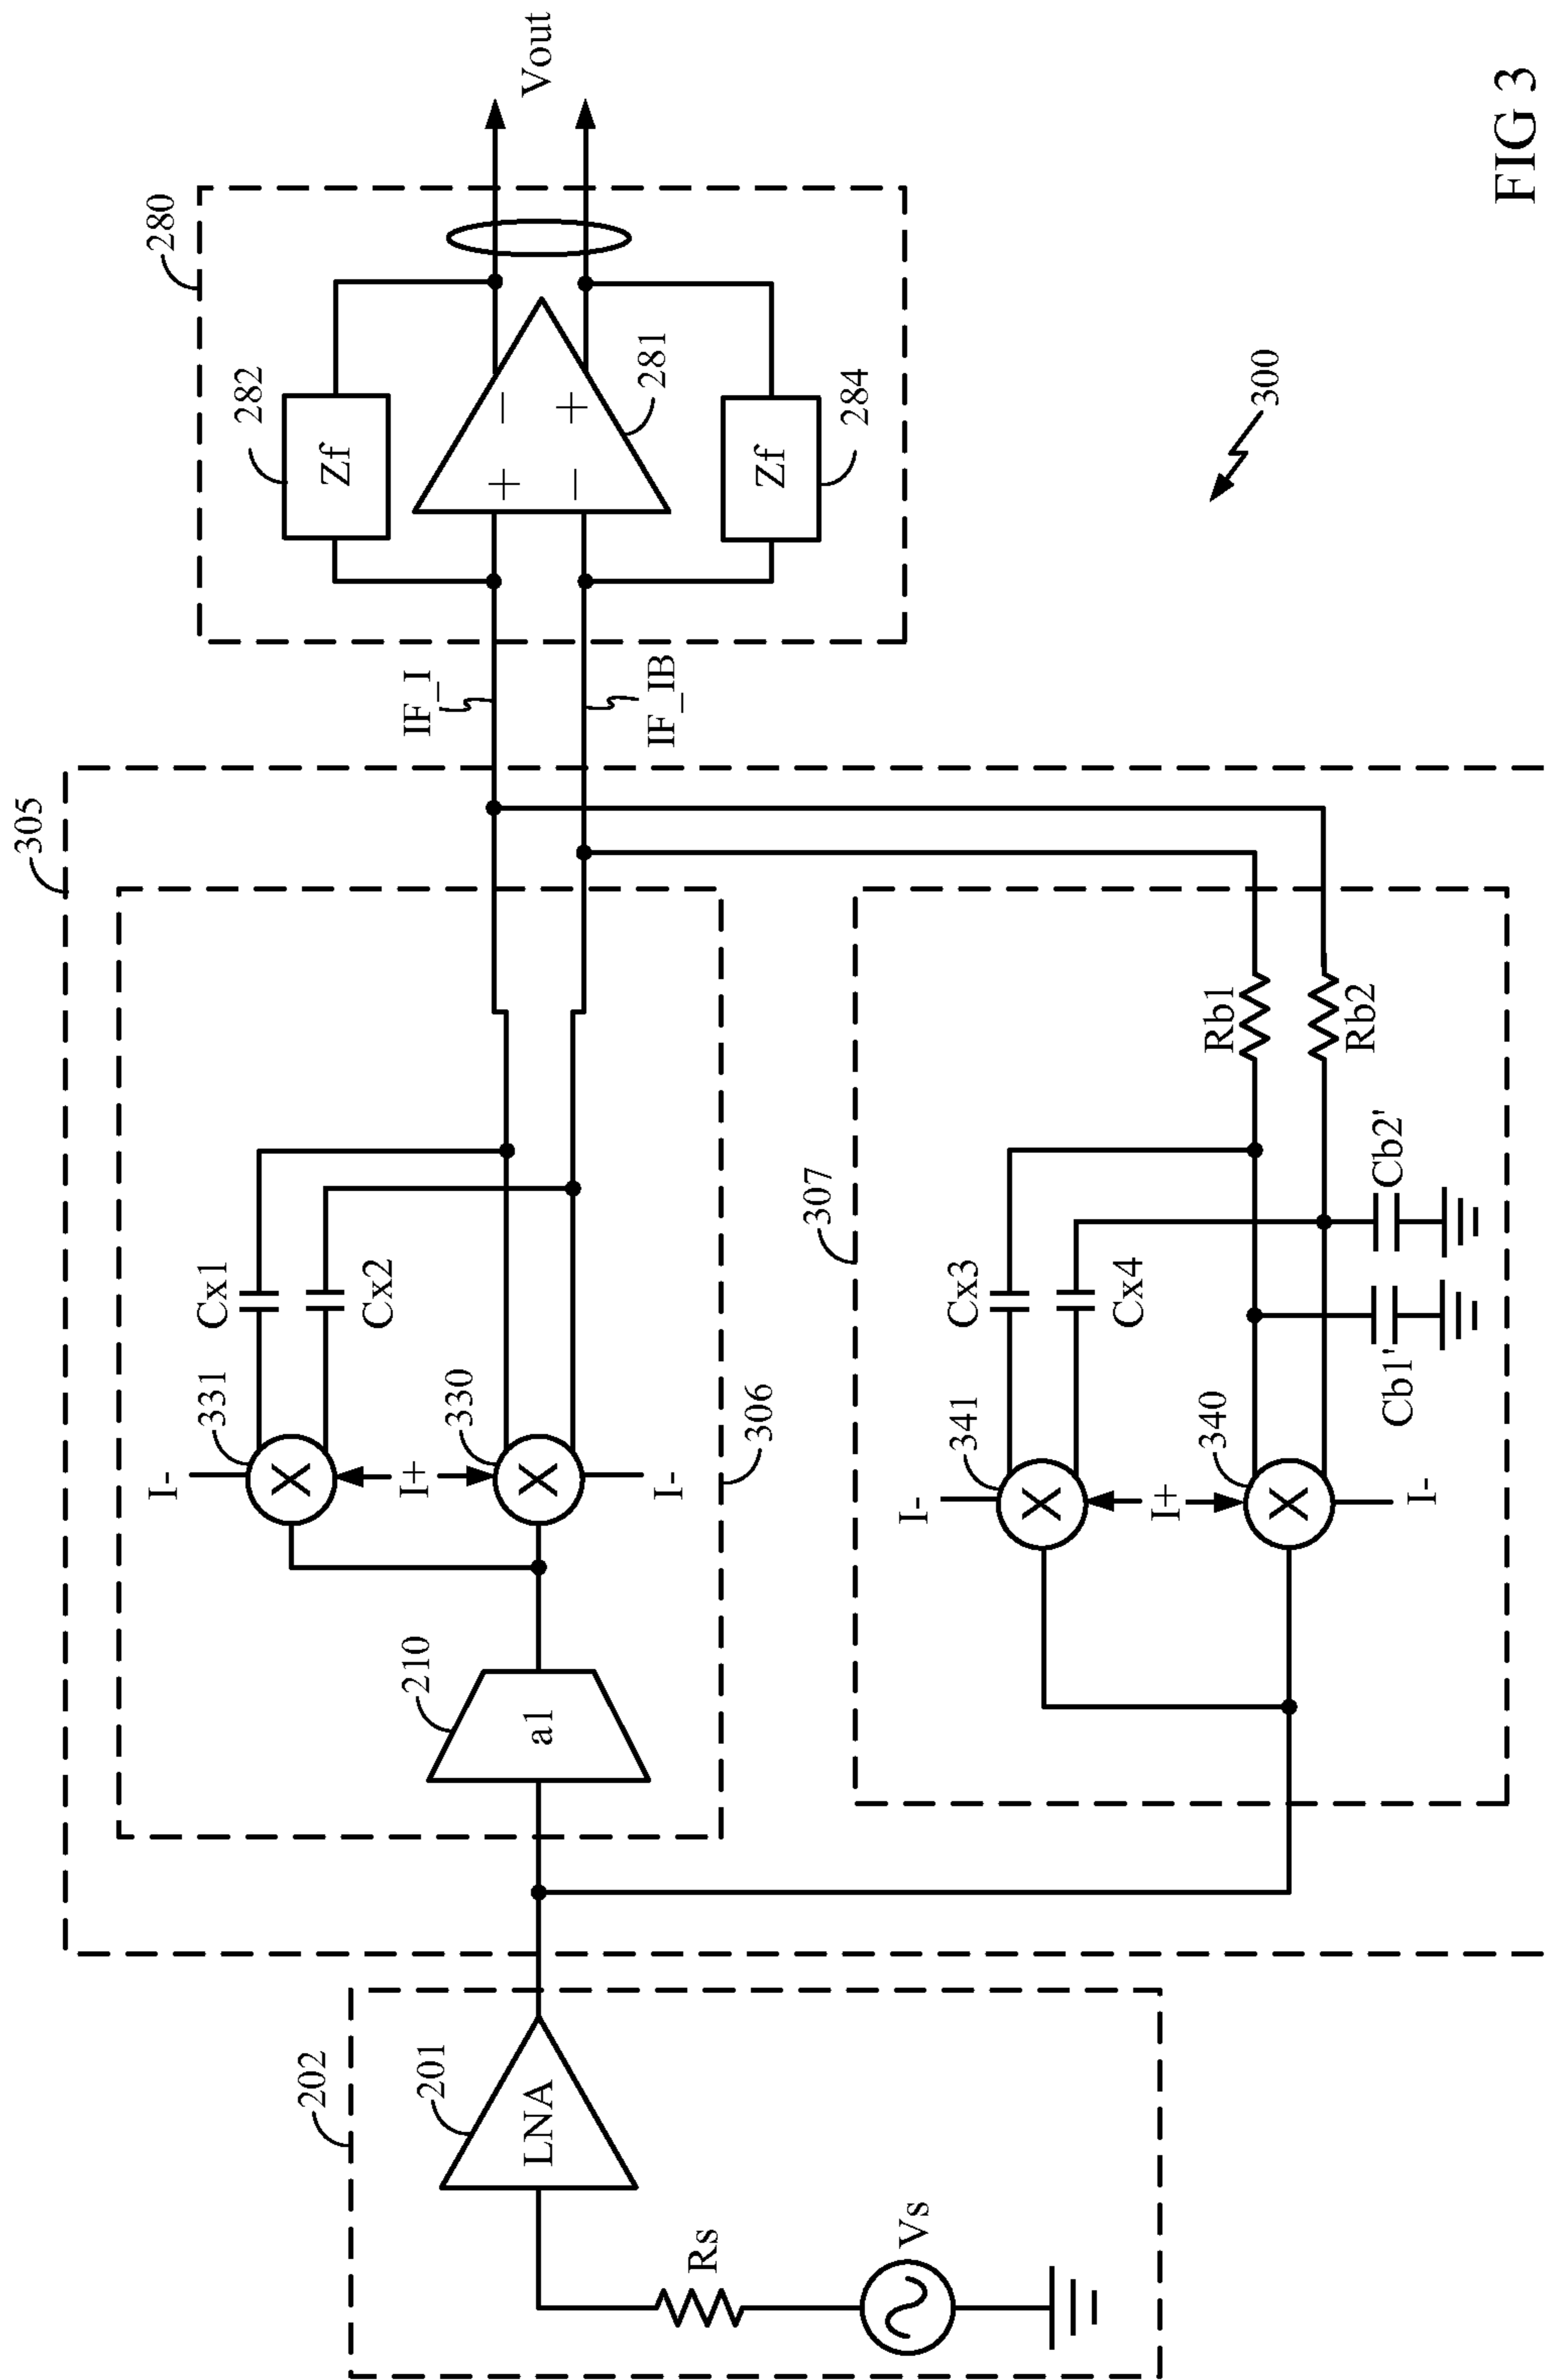 305
280
282
Zf
Vout
IF_I
+
−
−
+
281
IF_IB
Zf
284
202
201
LNA
Rs
Vs
210
a1
I-
331
Cx1
Cx2
I+
330
I-
306
307
I-
341
Cx3
Cx4
I+
340
I-
Cb1'
Cb2'
Rb1
Rb2
300
FIG 3